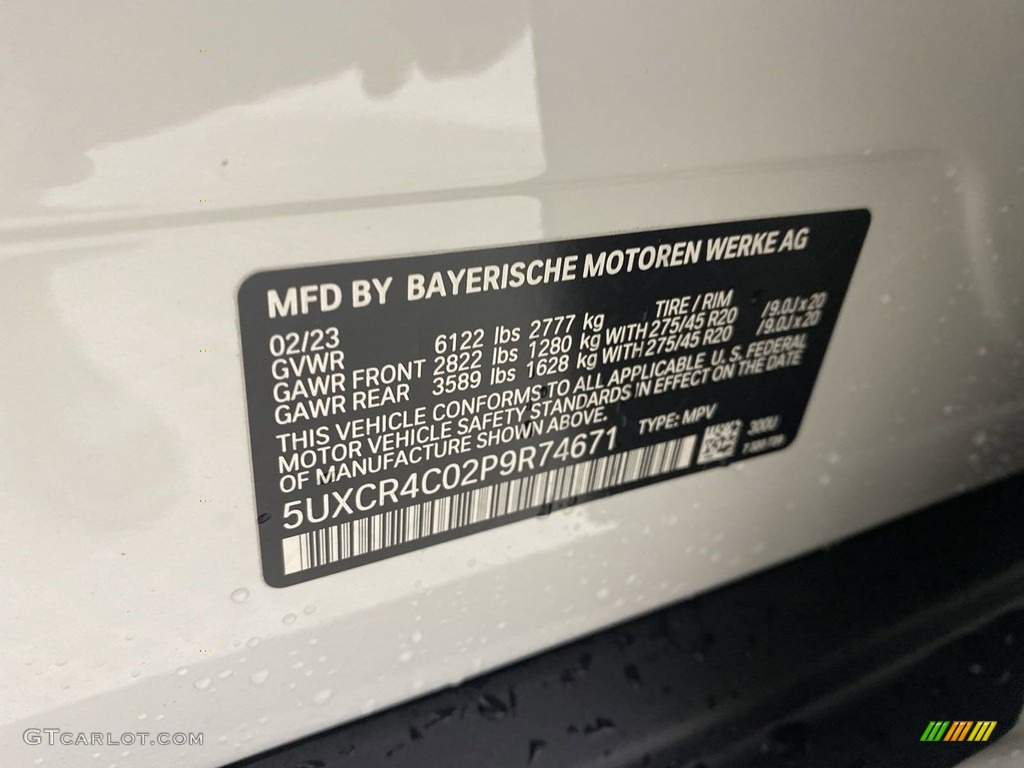 MFD BY BAYERISCHE MOTOREN WERKE AG
02/23 TIRE / RIM
GVWR 6122 lbs 2777 kg
GAWR FRONT 2822 lbs 1280 kg WITH 275/45 R20 /9.0J x 20
GAWR REAR 3589 lbs 1628 kg WITH 275/45 R20 /9.0J x 20
THIS VEHICLE CONFORMS TO ALL APPLICABLE U. S. FEDERAL
MOTOR VEHICLE SAFETY STANDARDS IN EFFECT ON THE DATE
OF MANUFACTURE SHOWN ABOVE.
5UXCR4C02P9R74671 TYPE: MPV 300U
GTcarlot.com